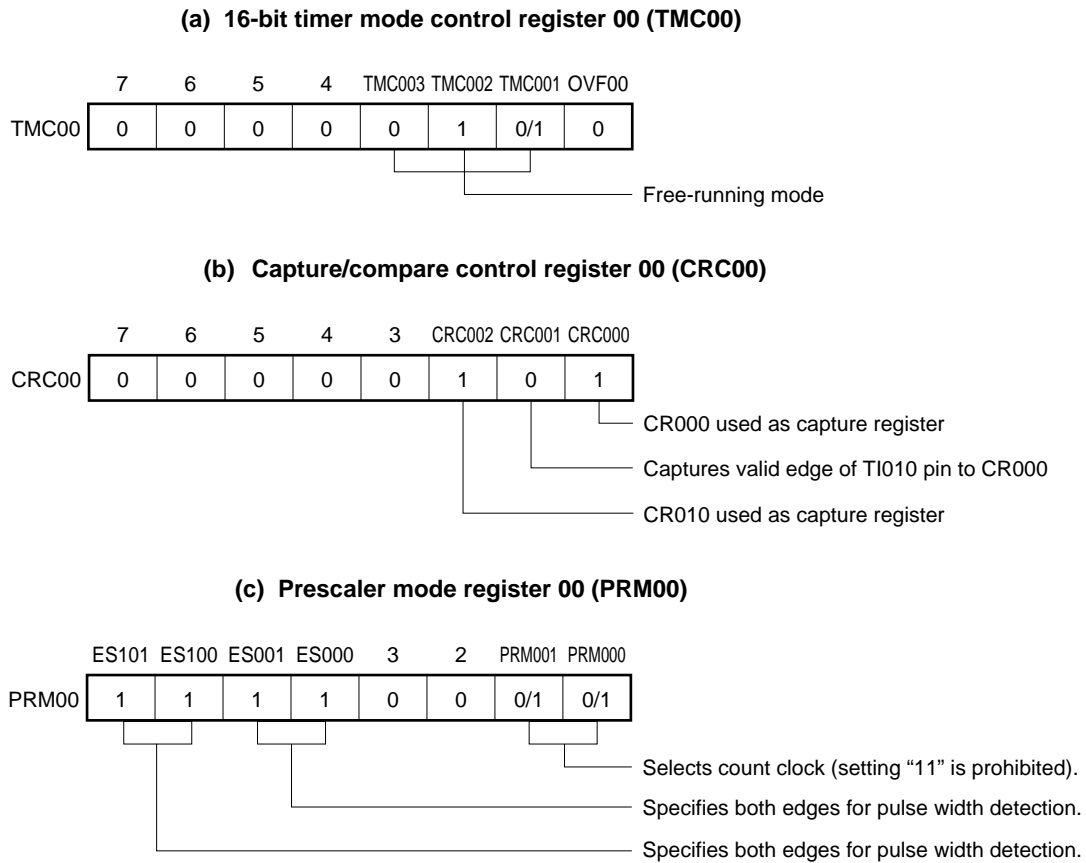 (a) 16-bit timer mode control register 00 (TMC00)
7 6 5 4 TMC003 TMC002 TMC001 OVF00
TMC00 0 0 0 0 0 1 0/1 0
Free-running mode
(b) Capture/compare control register 00 (CRC00)
7 6 5 4 3 CRC002 CRC001 CRC000
CRC00 0 0 0 0 0 1 0 1
CR000 used as capture register
Captures valid edge of TI010 pin to CR000
CR010 used as capture register
(c) Prescaler mode register 00 (PRM00)
ES101 ES100 ES001 ES000 3 2 PRM001 PRM000
PRM00 1 1 1 1 0 0 0/1 0/1
Selects count clock (setting “11” is prohibited).
Specifies both edges for pulse width detection.
Specifies both edges for pulse width detection.